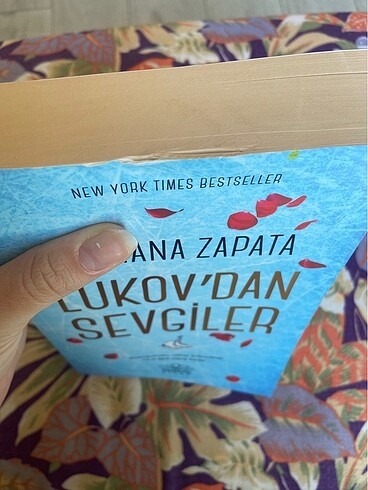 NEW YORK TIMES BESTSELLER
ANA ZAPATA
LUKOV'DAN
SEVGİLER